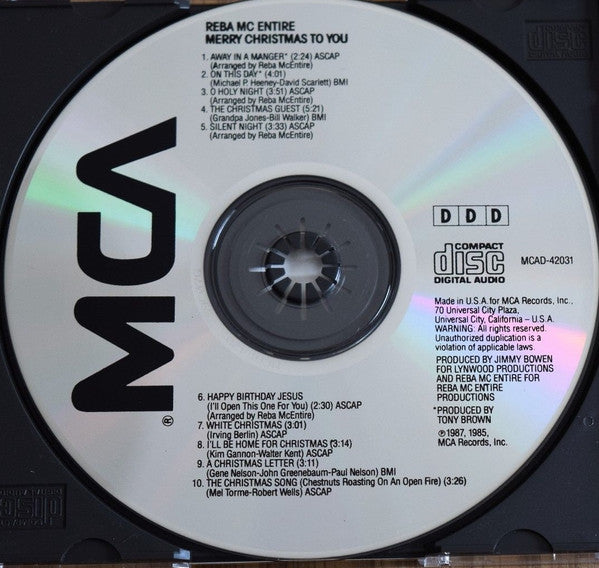 REBA MC ENTIRE
MERRY CHRISTMAS TO YOU
1. AWAY IN A MANGER* (2:24) ASCAP
(Arranged by Reba McEntire)
2. ON THIS DAY* (4:01)
(Michael P. Heeney-David Scarlett) BMI
3. O HOLY NIGHT (3:51) ASCAP
(Arranged by Reba McEntire)
4. THE CHRISTMAS GUEST (5:21)
(Grandpa Jones-Bill Walker) BMI
5. SILENT NIGHT (3:33) ASCAP
(Arranged by Reba McEntire)
MCA
®
D D D
COMPACT
disc
DIGITAL AUDIO
MCAD-42031
Made in U.S.A. for MCA Records, Inc.,
70 Universal City Plaza,
Universal City, California – U.S.A.
WARNING: All rights reserved.
Unauthorized duplication is a
violation of applicable laws.
PRODUCED BY JIMMY BOWEN
FOR LYNWOOD PRODUCTIONS
AND REBA MC ENTIRE FOR
REBA MC ENTIRE
PRODUCTIONS
*PRODUCED BY
TONY BROWN
℗1987, 1985,
MCA Records, Inc.
6. HAPPY BIRTHDAY JESUS
(I'll Open This One For You) (2:30) ASCAP
(Arranged by Reba McEntire)
7. WHITE CHRISTMAS (3:01)
(Irving Berlin) ASCAP
8. I'LL BE HOME FOR CHRISTMAS (3:14)
(Kim Gannon-Walter Kent) ASCAP
9. A CHRISTMAS LETTER (3:11)
(Gene Nelson-John Greenebaum-Paul Nelson) BMI
10. THE CHRISTMAS SONG (Chestnuts Roasting On An Open Fire) (3:26)
(Mel Torme-Robert Wells) ASCAP
COMPACT
disc
DIGITAL AUDIO
disc